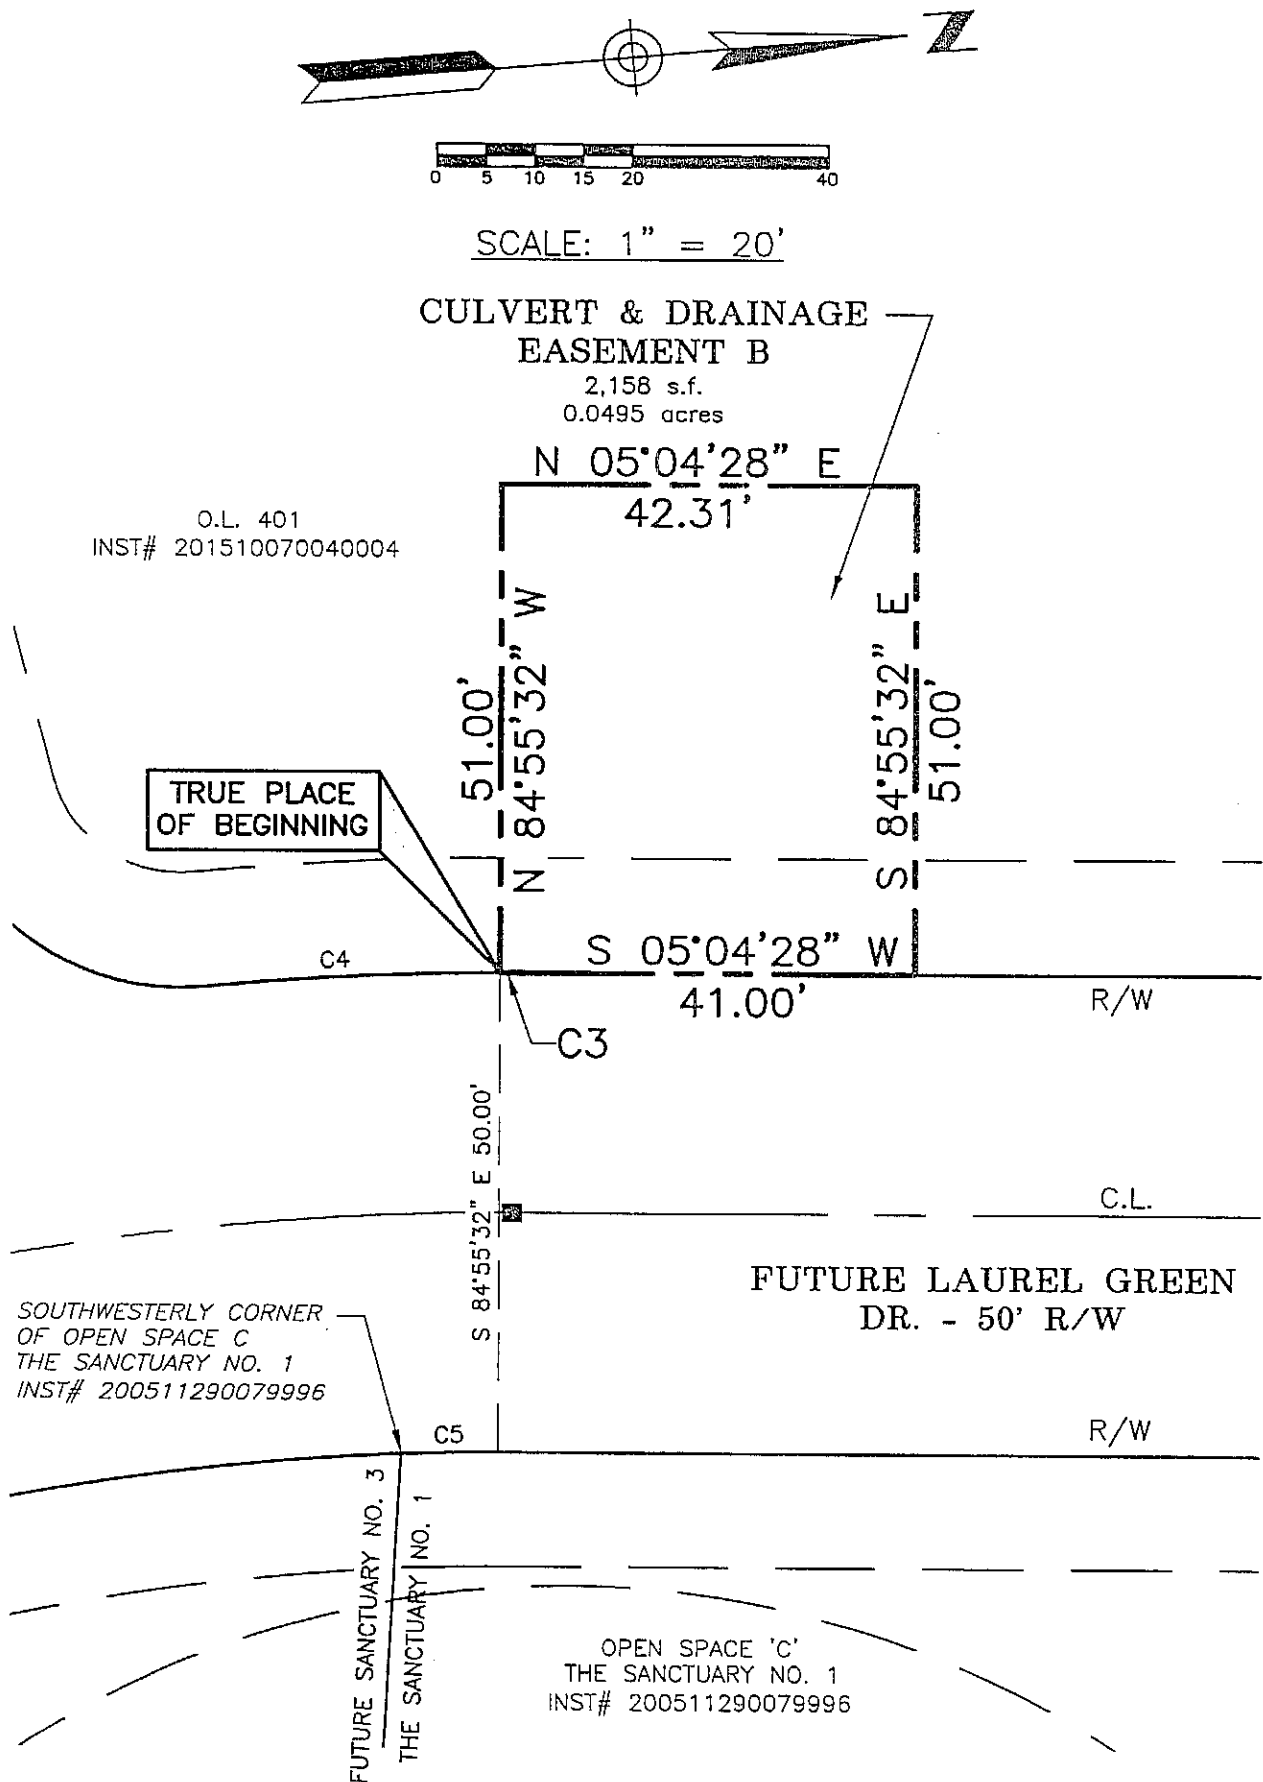 N
0 5 10 15 20 40
SCALE: 1" = 20'
CULVERT & DRAINAGE
EASEMENT B
2,158 s.f.
0.0495 acres
N 05°04'28" E
42.31'
O.L. 401
INST# 201510070040004
51.00'
N 84°55'32" W
S 84°55'32" E
51.00'
TRUE PLACE
OF BEGINNING
C4
S 05°04'28" W
41.00'
R/W
C3
S 84°55'32" E 50.00'
C.L.
FUTURE LAUREL GREEN
DR. - 50' R/W
SOUTHWESTERLY CORNER
OF OPEN SPACE C
THE SANCTUARY NO. 1
INST# 200511290079996
C5
R/W
FUTURE SANCTUARY NO. 3
THE SANCTUARY NO. 1
OPEN SPACE 'C'
THE SANCTUARY NO. 1
INST# 200511290079996